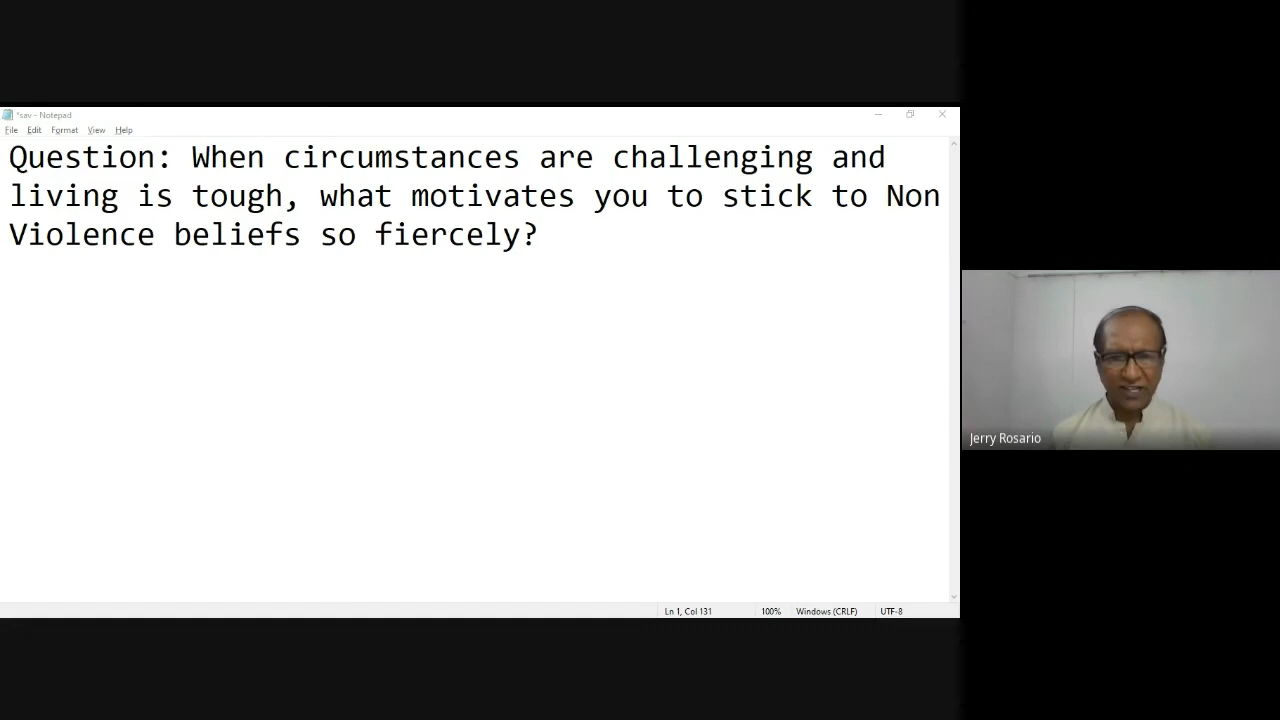 *sav - Notepad
File Edit Format View Help
Question: When circumstances are challenging and
living is tough, what motivates you to stick to Non
Violence beliefs so fiercely?
Jerry Rosario
Ln 1, Col 131 100% Windows (CRLF) UTF-8